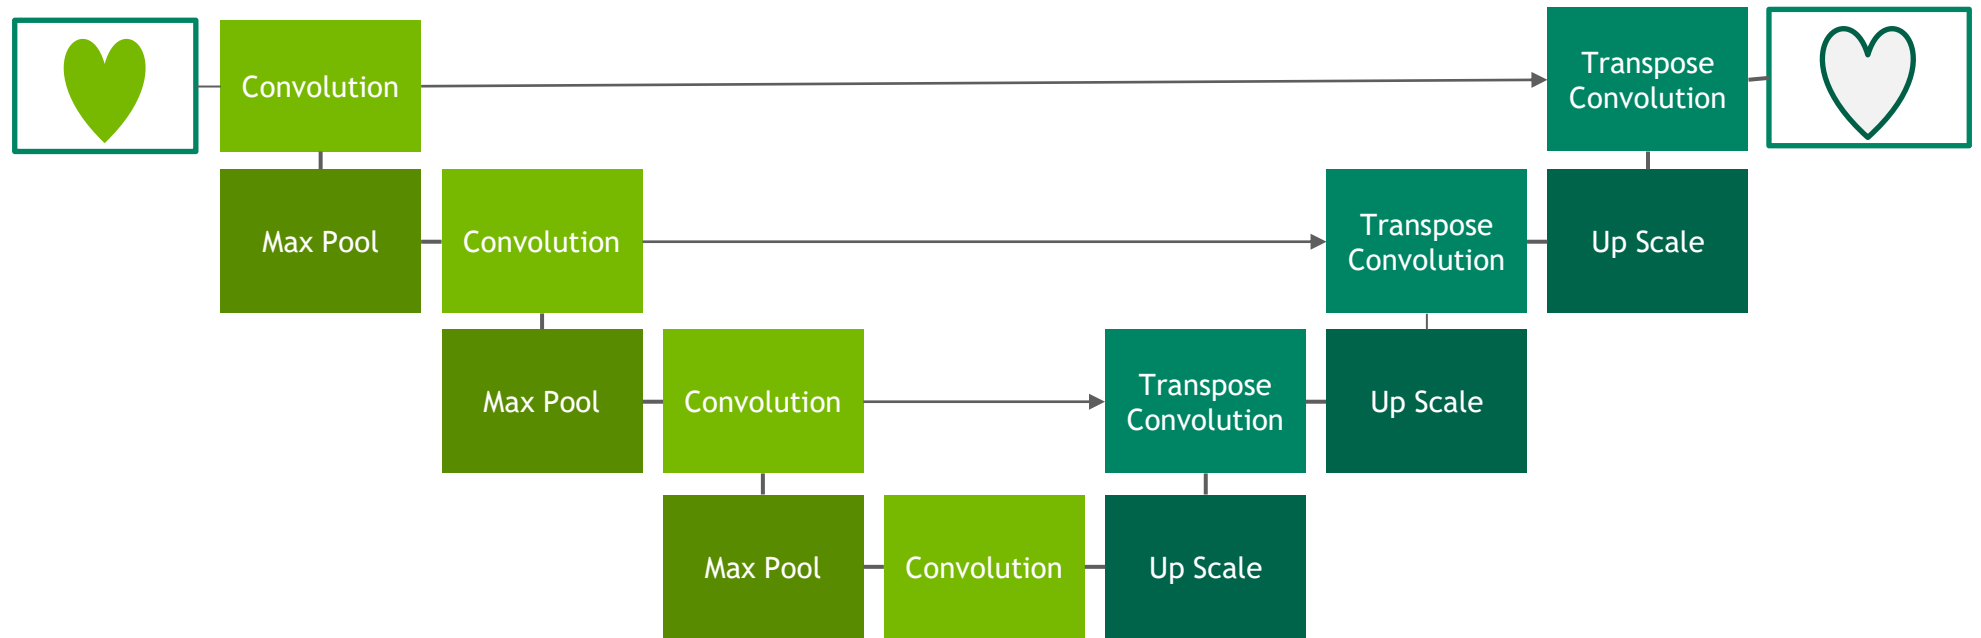 Convolution
Transpose
Convolution
Max Pool
Convolution
Transpose
Convolution
Up Scale
Max Pool
Convolution
Transpose
Convolution
Up Scale
Max Pool
Convolution
Up Scale